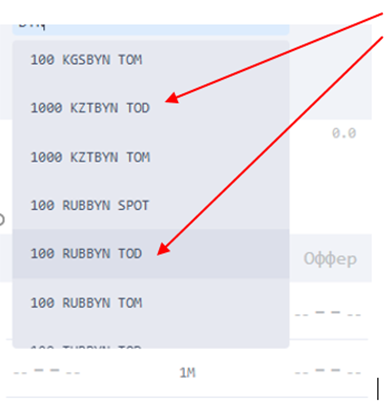 100 KGSBYN TOM
1000 KZTBYN TOD
0.0
1000 KZTBYN TOM
100 RUBBYN SPOT
100 RUBBYN TOD
Оффер
100 RUBBYN TOM
-- -- --
-- -- -- 1M -- -- --